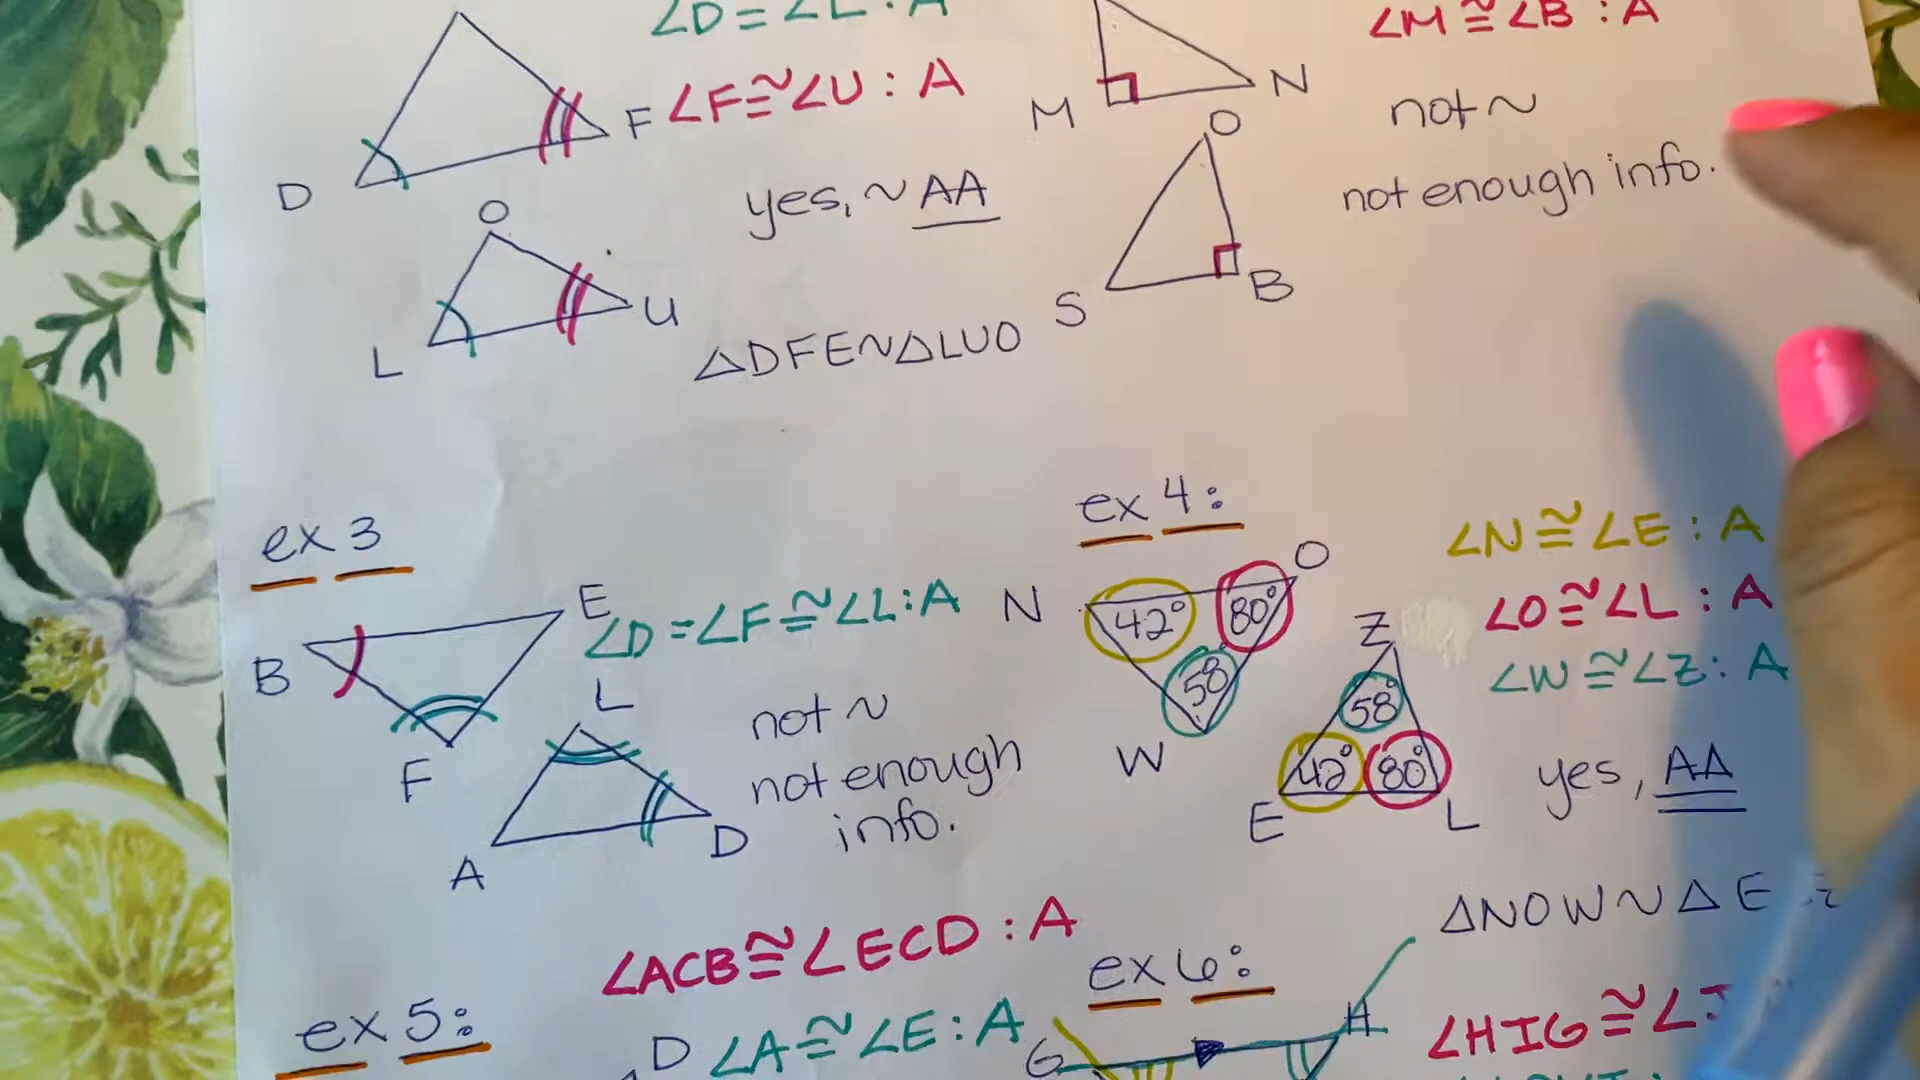 ∠D ≅ ∠L : A
∠F ≅ ∠U : A
F
D
yes, ~ AA
O
U
L
△DFE ~ △LUO
∠M ≅ ∠B : A
N
M
not ~
O
not enough info.
B
S
ex 3
E
B
∠D = ∠F ≅ ∠L : A
L
F
not ~
not enough
info.
D
A
ex 4:
O
N
42° 80°
58°
W
Z
58°
42° 80°
E
L
∠N ≅ ∠E : A
∠O ≅ ∠L : A
∠W ≅ ∠Z : A
yes, AA
△NOW ~ △E
∠ACB ≅ ∠ECD : A
ex 5:
D
∠A ≅ ∠E : A
ex 6:
H
G
∠HIG ≅ ∠